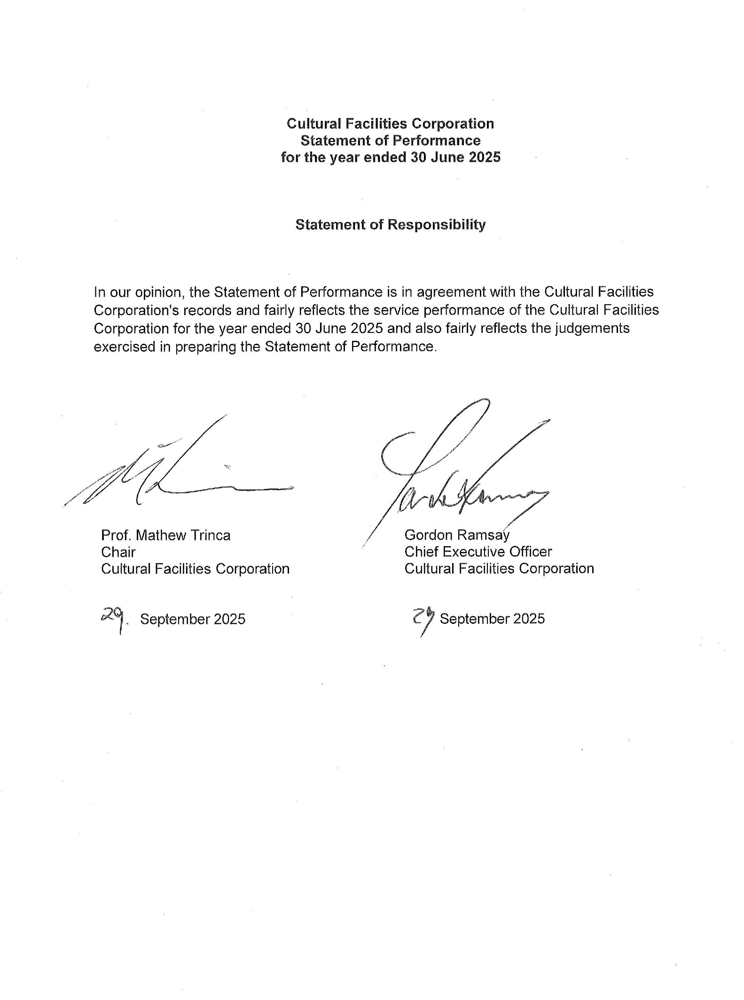 Cultural Facilities Corporation
Statement of Performance
for the year ended 30 June 2025
Statement of Responsibility
In our opinion, the Statement of Performance is in agreement with the Cultural Facilities
Corporation's records and fairly reflects the service performance of the Cultural Facilities
Corporation for the year ended 30 June 2025 and also fairly reflects the judgements
exercised in preparing the Statement of Performance.
Prof. Mathew Trinca
Chair
Cultural Facilities Corporation
29. September 2025
Gordon Ramsay
Chief Executive Officer
Cultural Facilities Corporation
29 September 2025